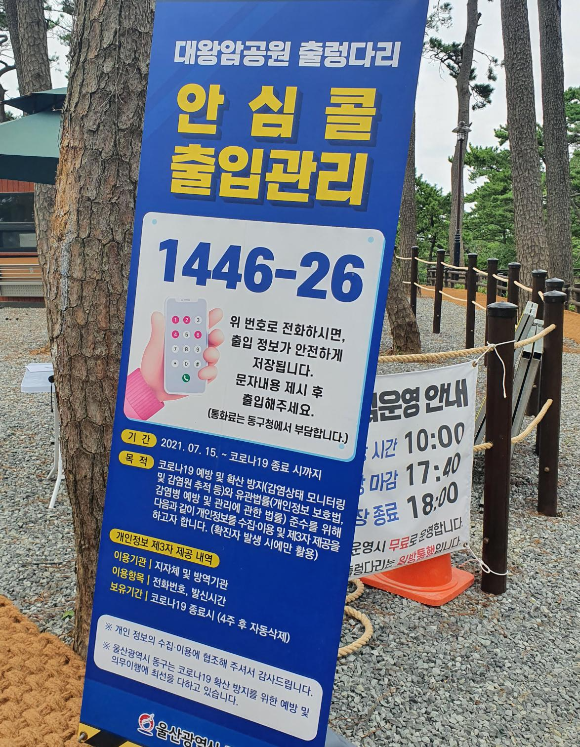 대왕암공원 출렁다리
안 심 콜
출입관리
1446-26
위 번호로 전화하시면,
출입 정보가 안전하게
저장됩니다.
문자내용 제시 후
출입해주세요.
(통화료는 동구청에서 부담합니다.)
기 간 2021. 07. 15. ~ 코로나19 종료 시까지
목 적 코로나19 예방 및 확산 방지(감염상태 모니터링
및 감염원 추적 등)와 유관법률(개인정보 보호법,
감염병 예방 및 관리에 관한 법률) 준수를 위해
다음과 같이 개인정보를 수집·이용 및 제3자 제공을
하고자 합니다. (확진자 발생 시에만 활용)
개인정보 제3자 제공 내역
이용기관 | 지자체 및 방역기관
이용항목 | 전화번호, 발신시간
보유기간 | 코로나19 종료시 (4주 후 자동삭제)
※ 개인 정보의 수집·이용에 협조해 주셔서 감사드립니다.
※ 울산광역시 동구는 코로나19 확산 방지를 위한 예방 및
의무이행에 최선을 다하고 있습니다.
울산광역시
운영 안내
시간 10:00
마감 17:40
종료 18:00
운영시 무료로 운영합니다.
다리는 일방통행입니다.